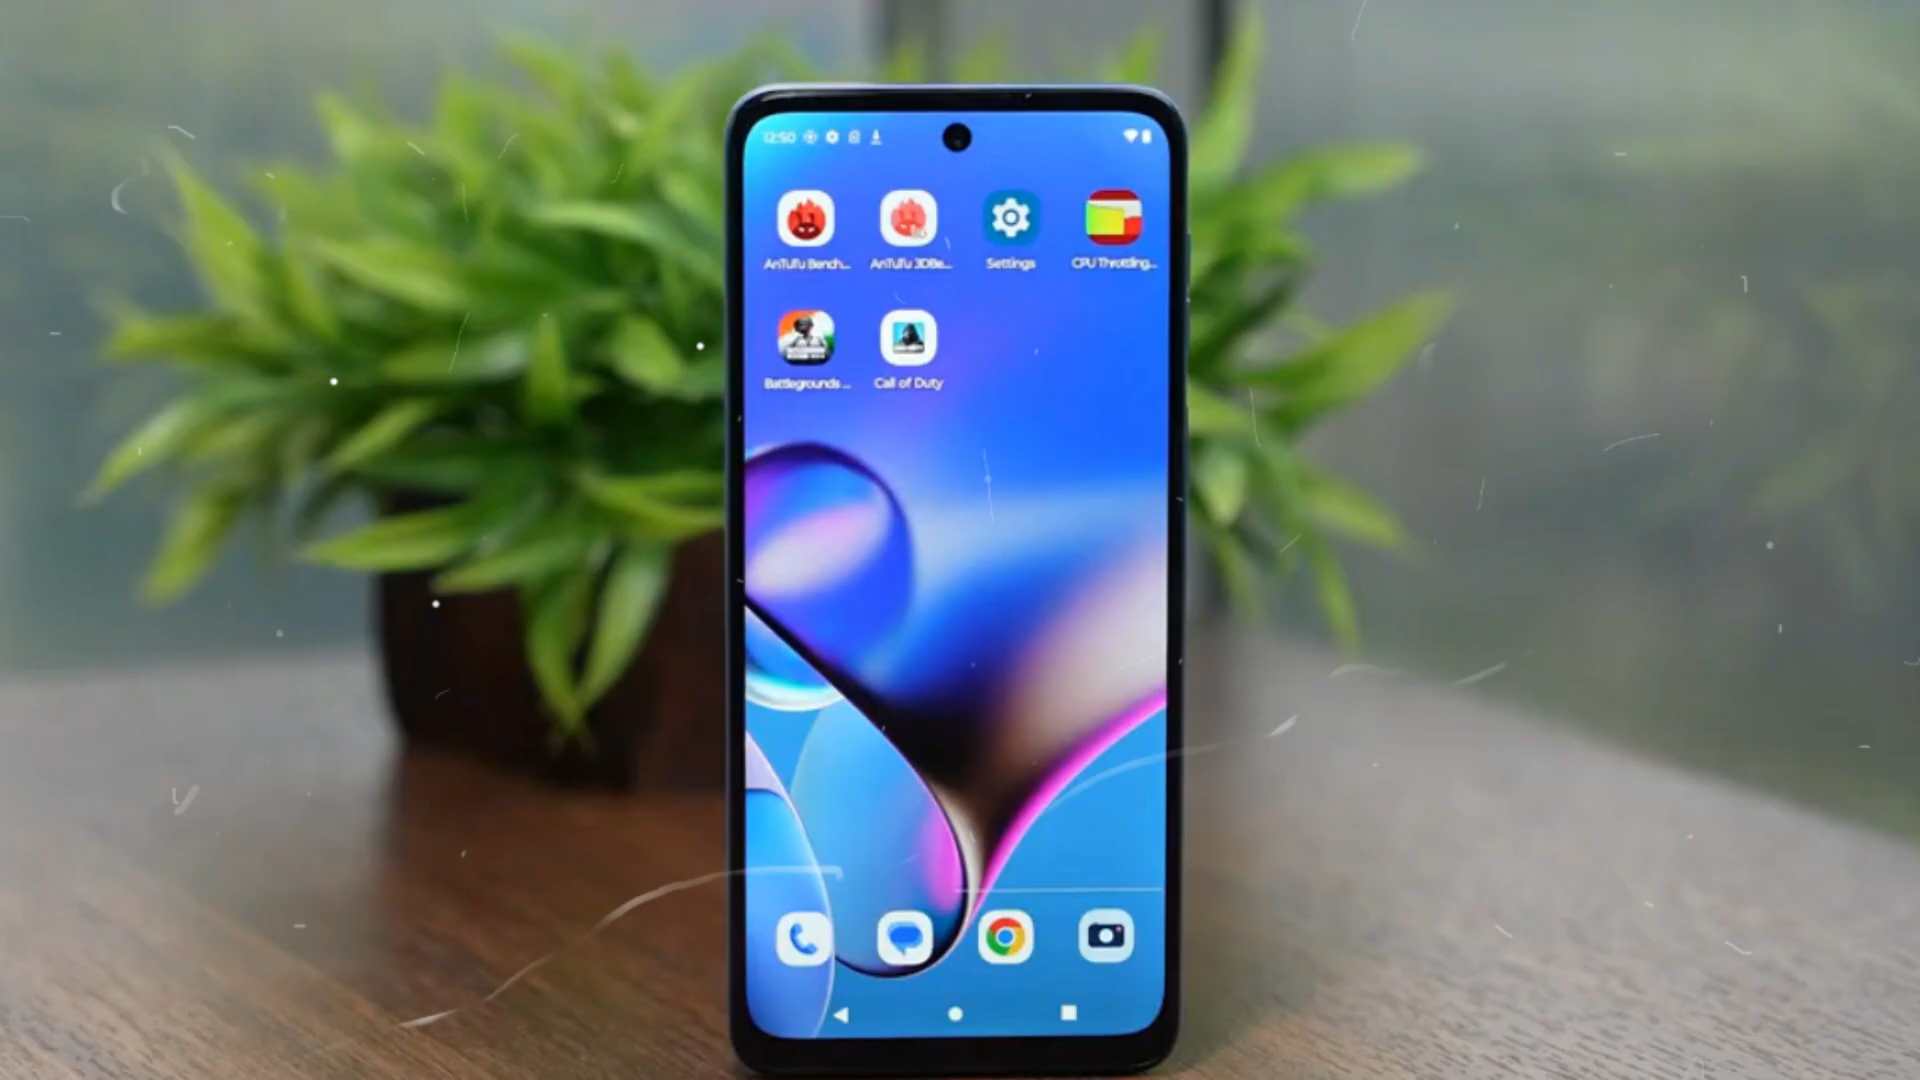 12:50
AnTuTu Bench... AnTuTu 3DBe... Settings CPU Throttling...
Battlegrounds ... Call of Duty